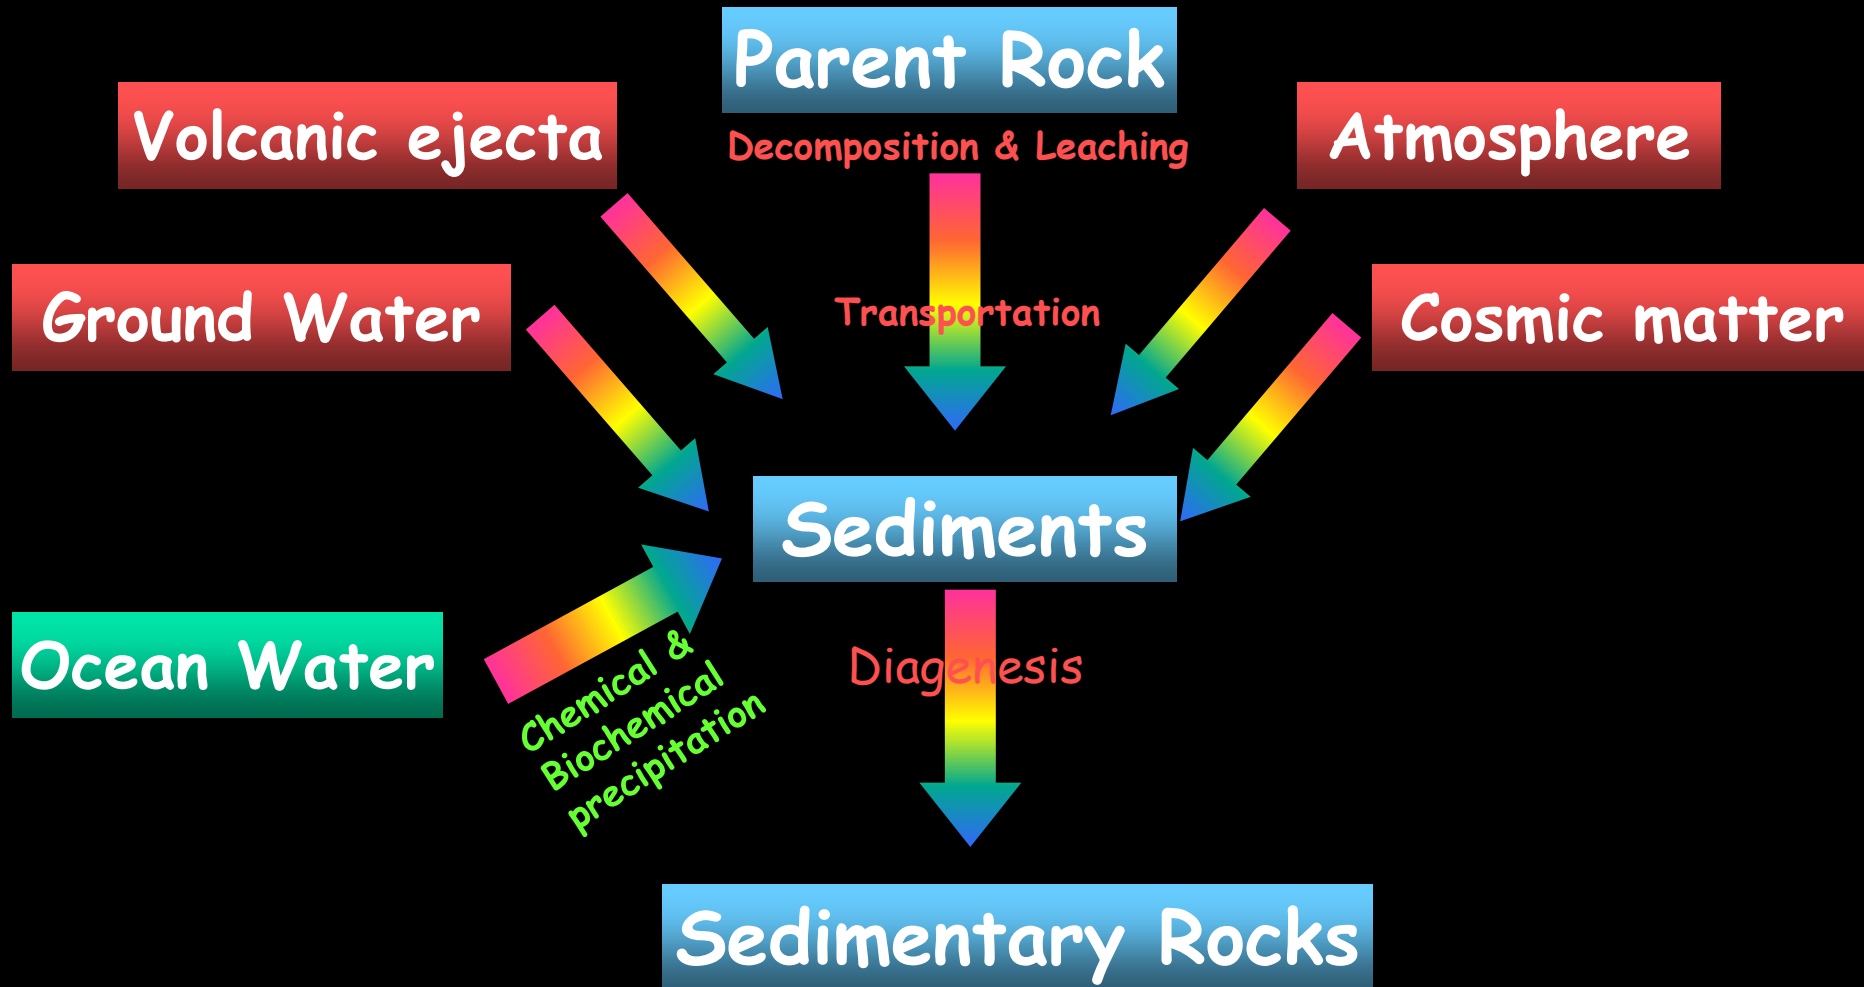 Parent Rock
Volcanic ejecta
Atmosphere
Decomposition & Leaching
Ground Water
Transportation
Cosmic matter
Sediments
Ocean Water
Chemical &
Biochemical
precipitation
Diagenesis
Sedimentary Rocks